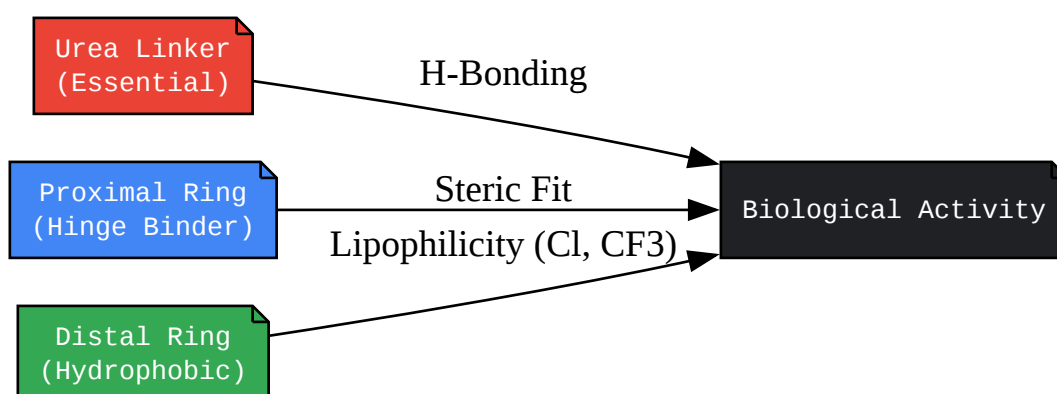 Urea Linker
(Essential)
H-Bonding
Proximal Ring
(Hinge Binder)
Steric Fit
Biological Activity
Lipophilicity (Cl, CF3)
Distal Ring
(Hydrophobic)